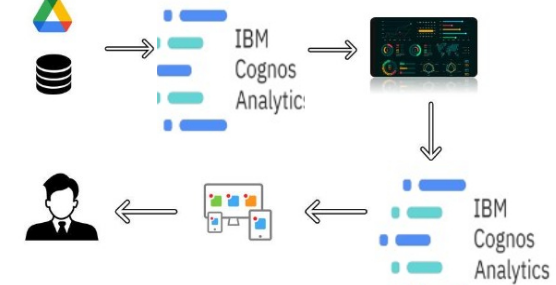 IBM
Cognos
Analytics
IBM
Cognos
Analytics